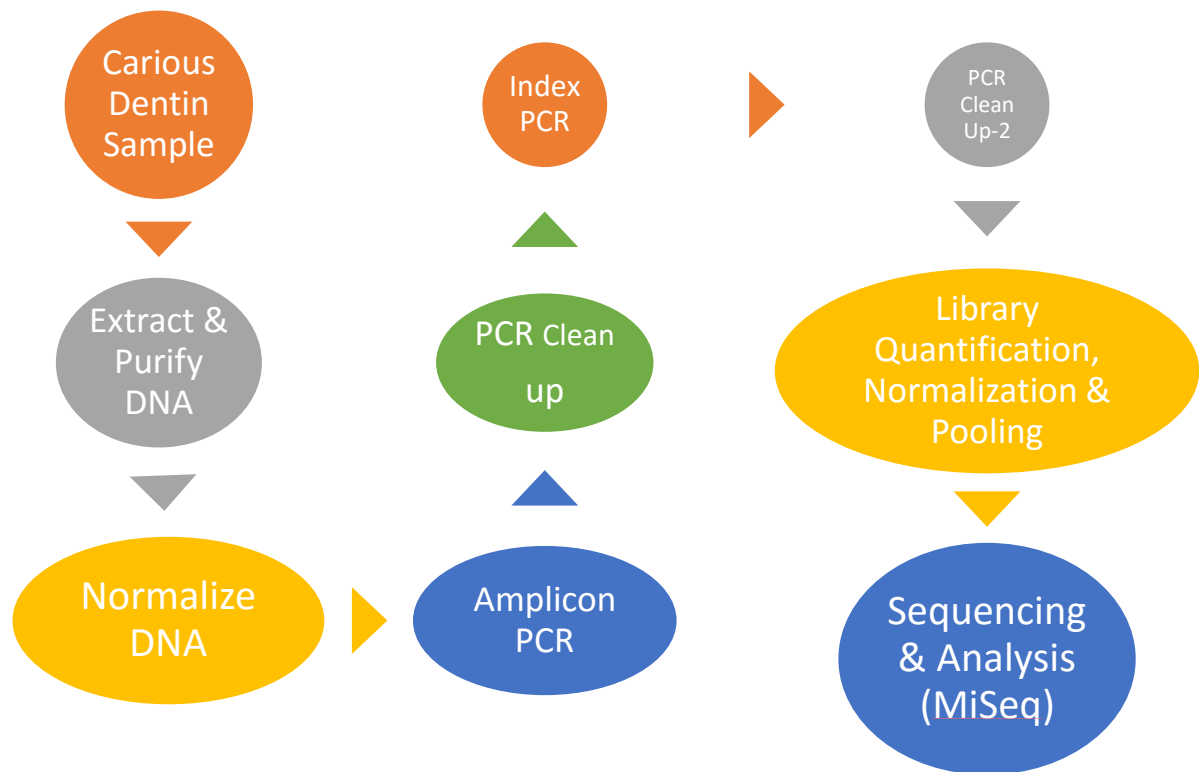 Carious
Dentin
Sample
Extract &
Purify
DNA
Normalize
DNA
Amplicon
PCR
PCR Clean
up
Index
PCR
PCR
Clean
Up-2
Library
Quantification,
Normalization &
Pooling
Sequencing
& Analysis
(MiSeq)